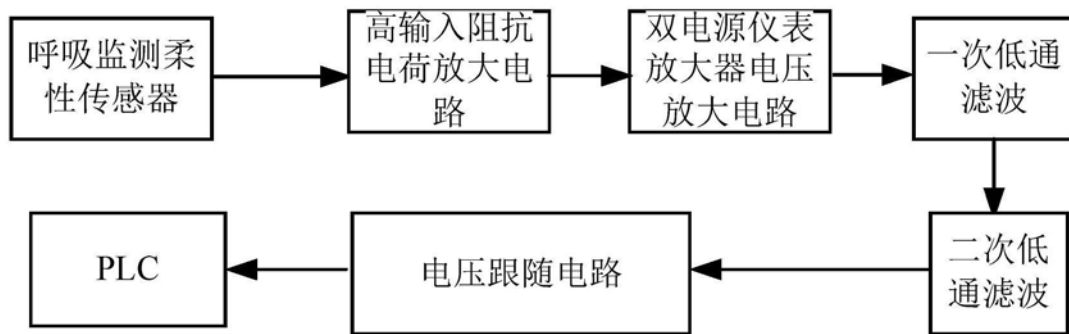 呼吸监测柔
性传感器
高输入阻抗
电荷放大电
路
双电源仪表
放大器电压
放大电路
一次低通
滤波
二次低
通滤波
电压跟随电路
PLC